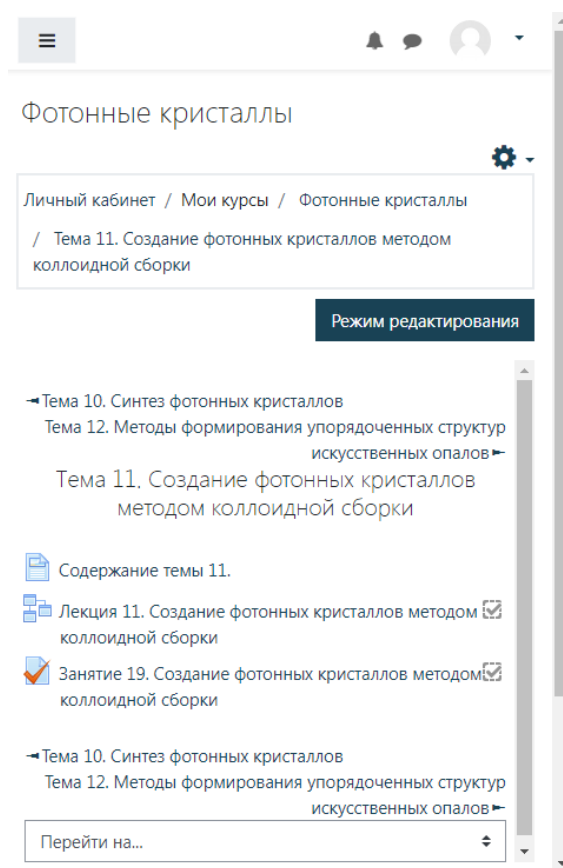 Фотонные кристаллы
Личный кабинет / Мои курсы / Фотонные кристаллы
/ Тема 11. Создание фотонных кристаллов методом
коллоидной сборки
Режим редактирования
Тема 10. Синтез фотонных кристаллов
Тема 12. Методы формирования упорядоченных структур
искусственных опалов
Тема 11. Создание фотонных кристаллов
методом коллоидной сборки
Содержание темы 11.
Лекция 11. Создание фотонных кристаллов методом
коллоидной сборки
Занятие 19. Создание фотонных кристаллов методом
коллоидной сборки
Тема 10. Синтез фотонных кристаллов
Тема 12. Методы формирования упорядоченных структур
искусственных опалов
Перейти на...